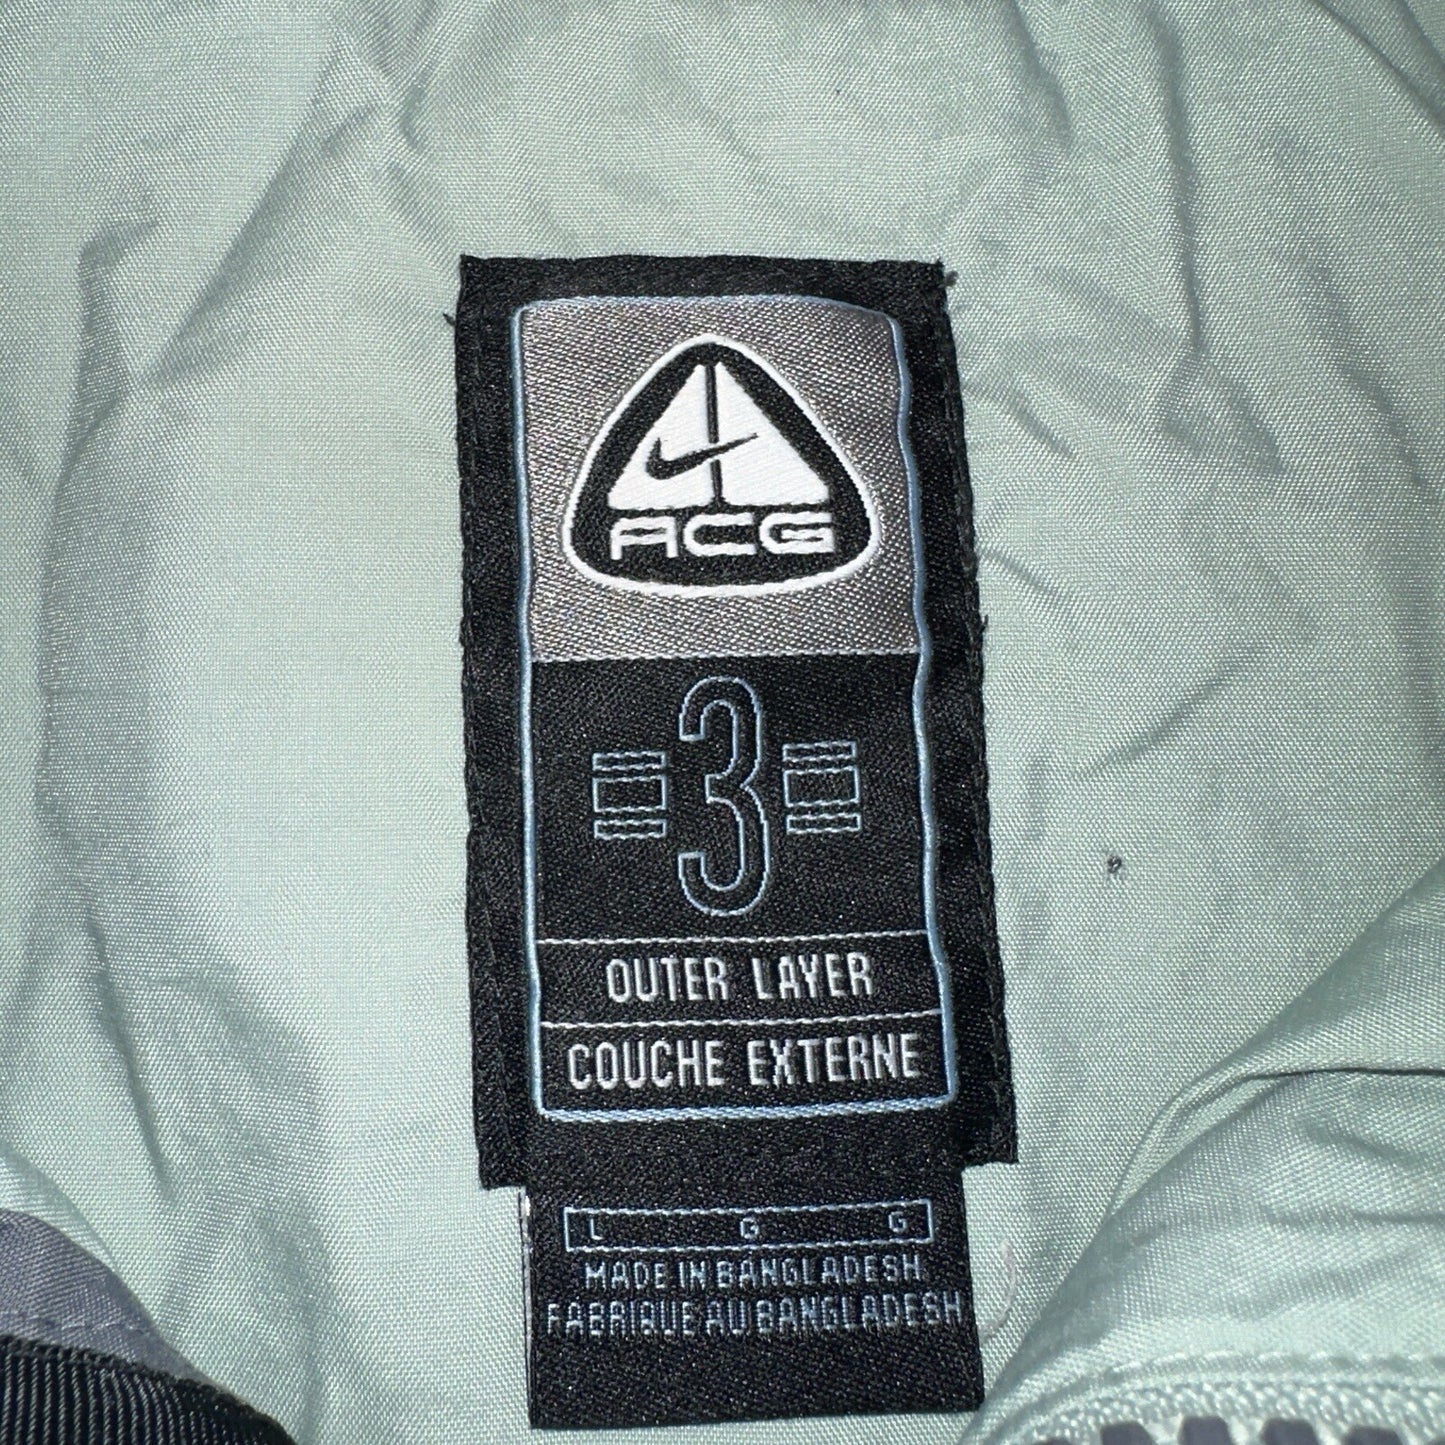 ACG
3
OUTER LAYER
COUCHE EXTERNE
L G G
MADE IN BANGLADESH
FABRIQUE AU BANGLADESH